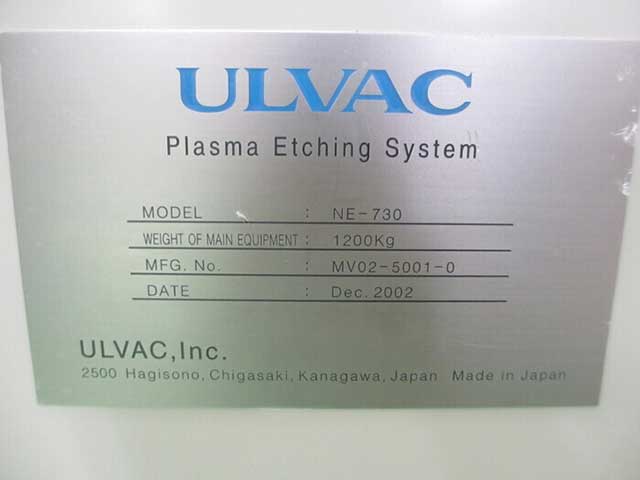 ULVAC
Plasma Etching System
MODEL : NE-730
WEIGHT OF MAIN EQUIPMENT : 1200Kg
MFG. No. : MV02-5001-0
DATE : Dec. 2002
ULVAC, Inc.
2500 Hagisono, Chigasaki, Kanagawa, Japan Made in Japan